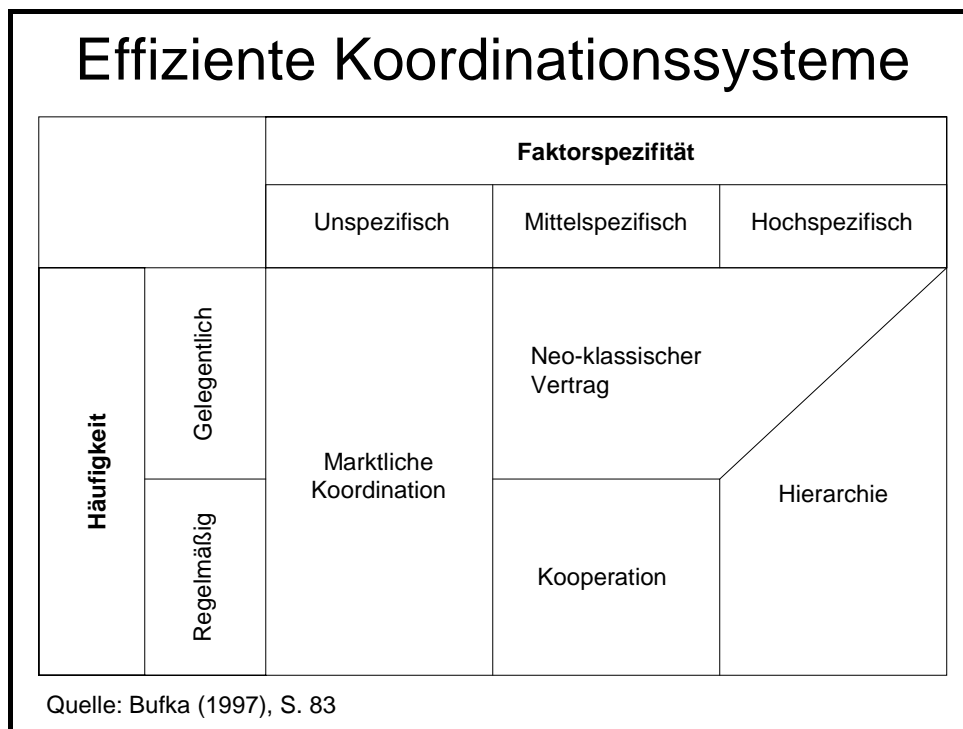 Effiziente Koordinationssysteme
Faktorspezifität
Unspezifisch
Mittelspezifisch
Hochspezifisch
Häufigkeit
Gelegentlich
Regelmäßig
Marktliche
Koordination
Neo-klassischer
Vertrag
Kooperation
Hierarchie
Quelle: Bufka (1997), S. 83